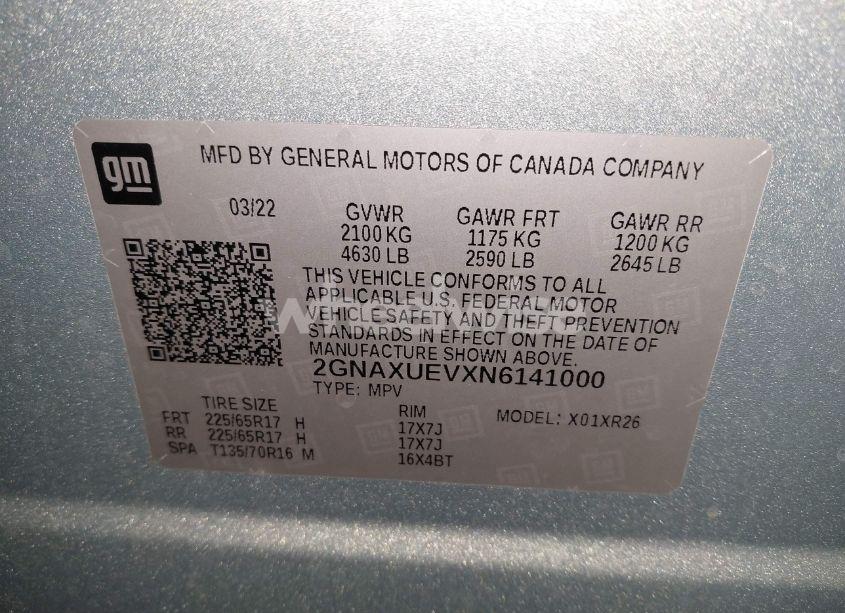 gm
MFD BY GENERAL MOTORS OF CANADA COMPANY
03/22 GVWR GAWR FRT GAWR RR
2100 KG 1175 KG 1200 KG
4630 LB 2590 LB 2645 LB
THIS VEHICLE CONFORMS TO ALL
APPLICABLE U.S. FEDERAL MOTOR
VEHICLE SAFETY AND THEFT PREVENTION
STANDARDS IN EFFECT ON THE DATE OF
MANUFACTURE SHOWN ABOVE.
2GNAXUEVXN6141000
TYPE: MPV
TIRE SIZE RIM MODEL: X01XR26
FRT 225/65R17 H 17X7J
RR 225/65R17 H 17X7J
SPA T135/70R16 M 16X4BT